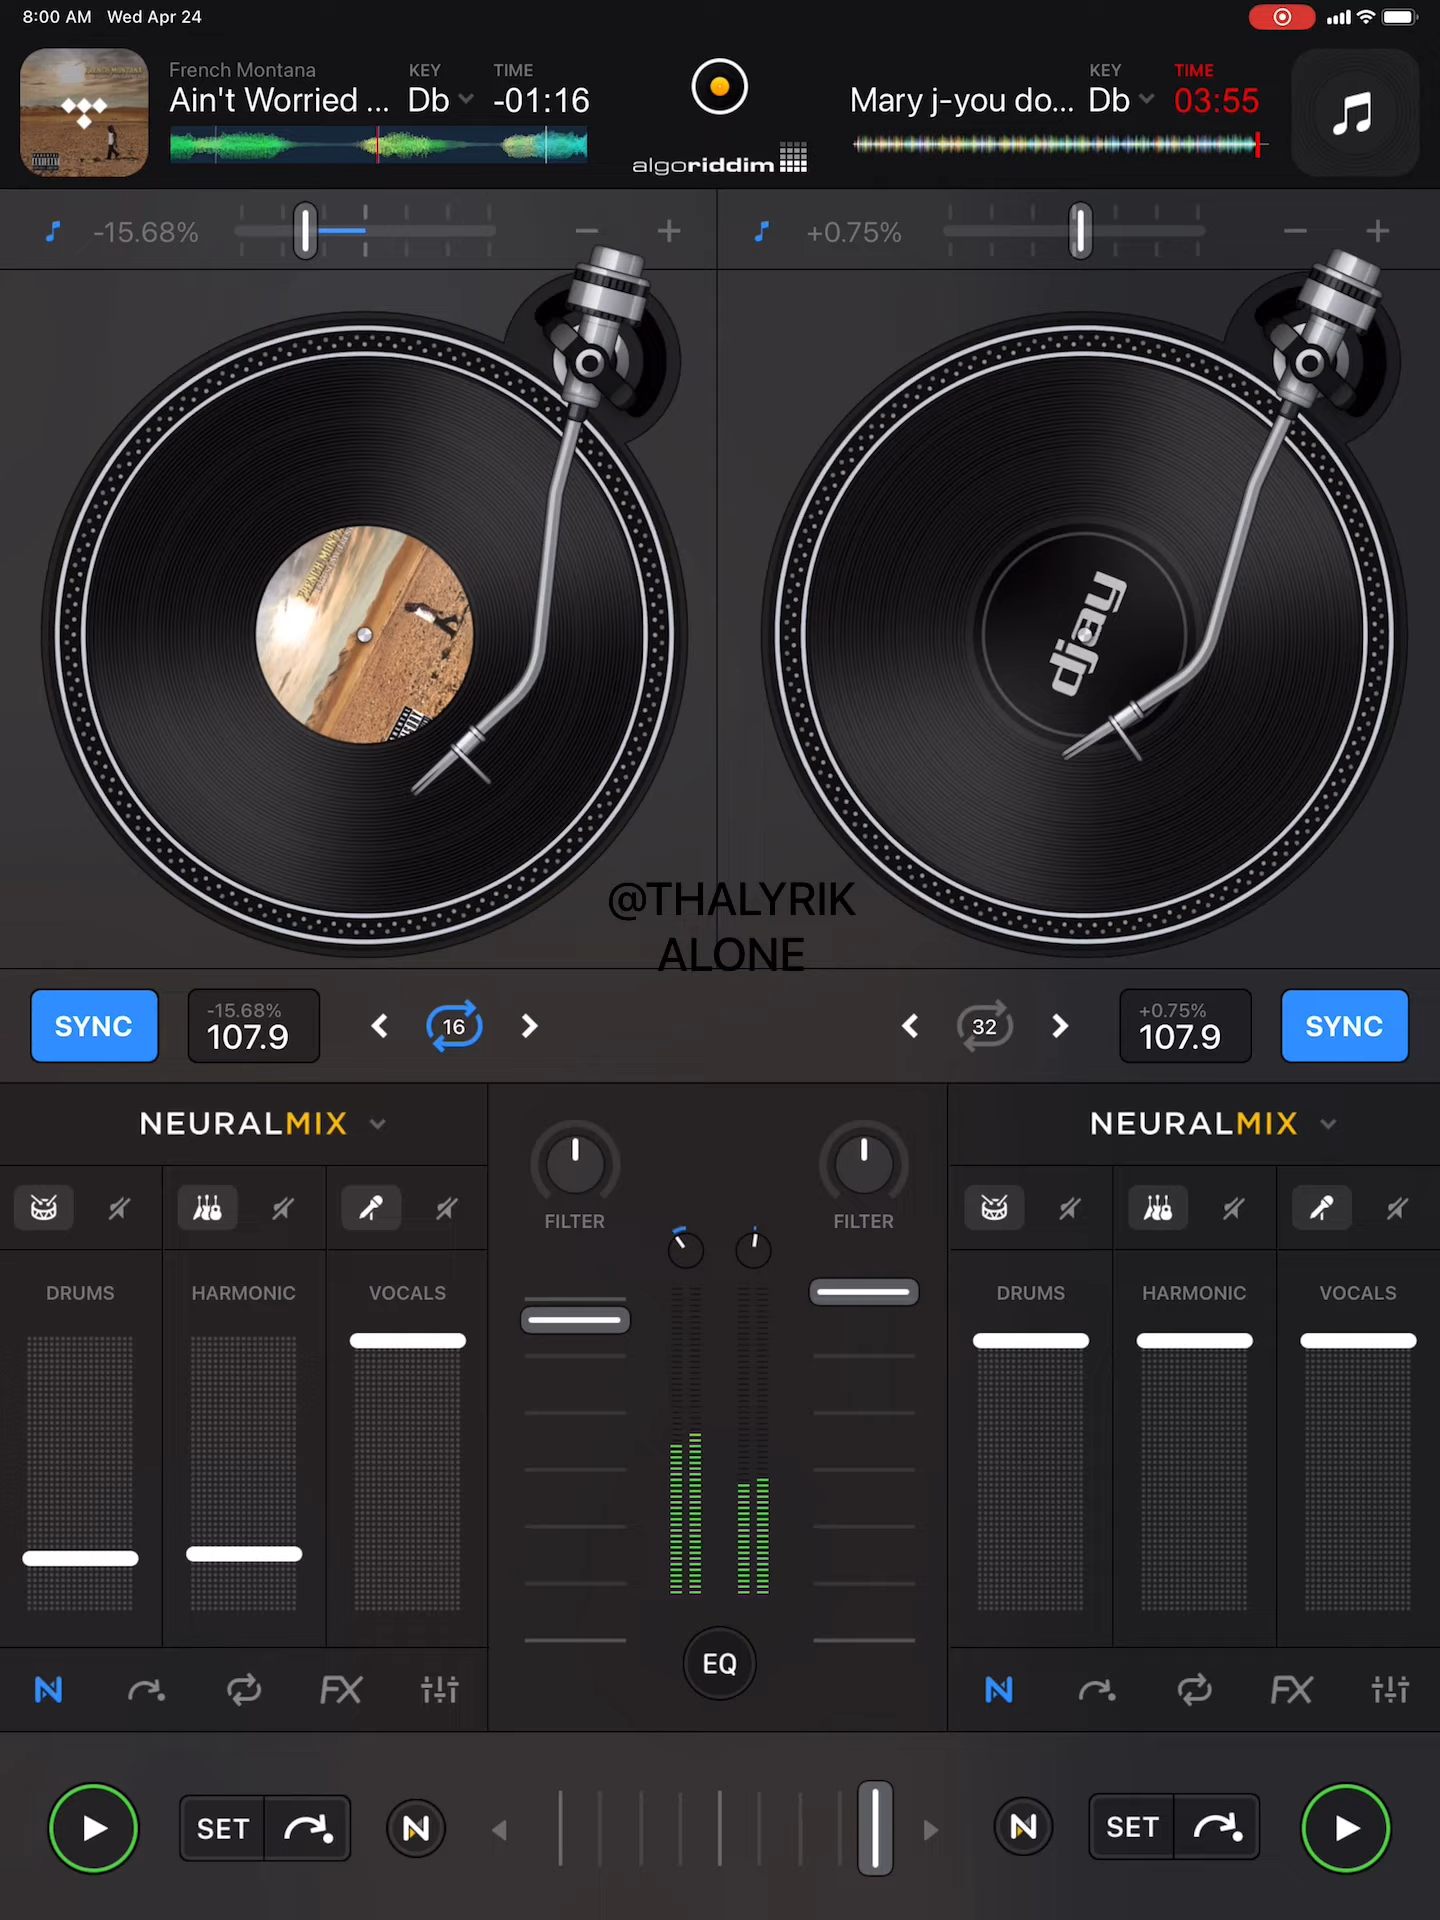 8:00 AM Wed Apr 24
French Montana KEY TIME
Ain't Worried ... Db -01:16
KEY TIME
Mary j-you do... Db 03:55
algoriddim
-15.68%
+0.75%
djay
@THALYRIK
ALONE
SYNC -15.68% 107.9 16
32 +0.75% 107.9 SYNC
NEURALMIX
NEURALMIX
FILTER FILTER
DRUMS HARMONIC VOCALS
DRUMS HARMONIC VOCALS
EQ
N FX
N FX
SET N
N SET